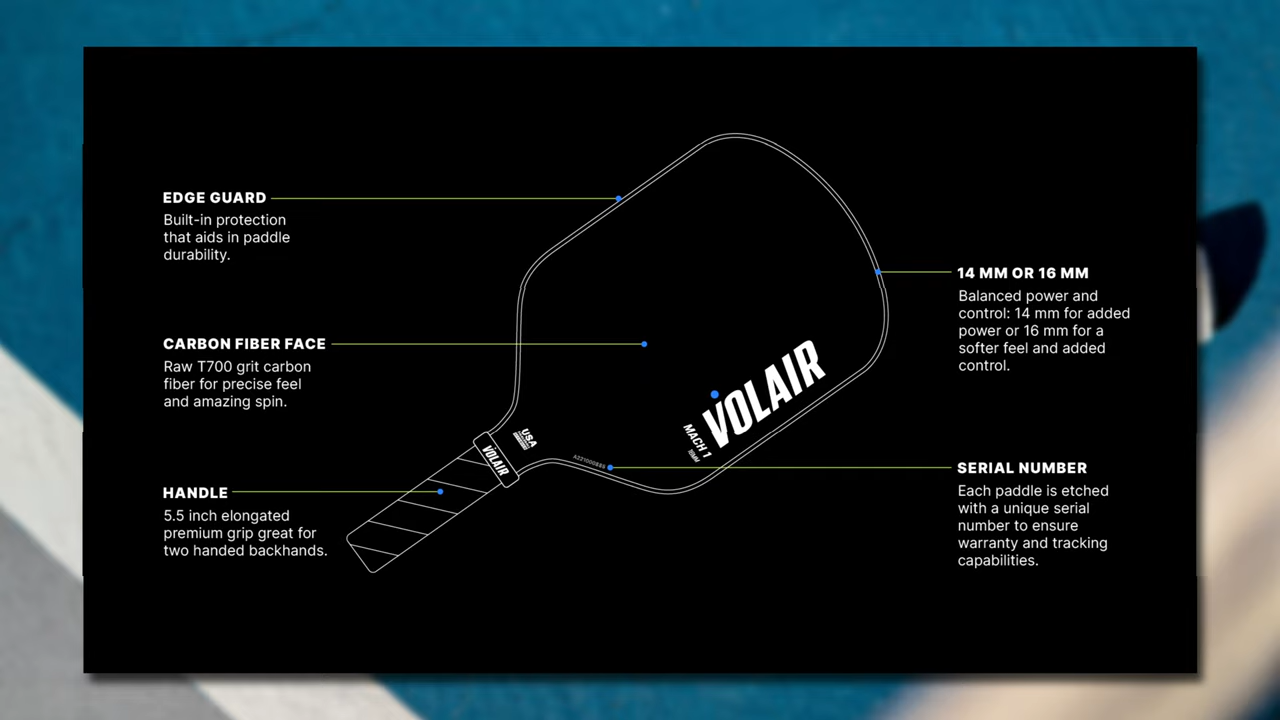 EDGE GUARD
Built-in protection
that aids in paddle
durability.
CARBON FIBER FACE
Raw T700 grit carbon
fiber for precise feel
and amazing spin.
HANDLE
5.5 inch elongated
premium grip great for
two handed backhands.
14 MM OR 16 MM
Balanced power and
control: 14 mm for added
power or 16 mm for a
softer feel and added
control.
SERIAL NUMBER
Each paddle is etched
with a unique serial
number to ensure
warranty and tracking
capabilities.
VOLAIR
MACH 1
USA
VOLAIR